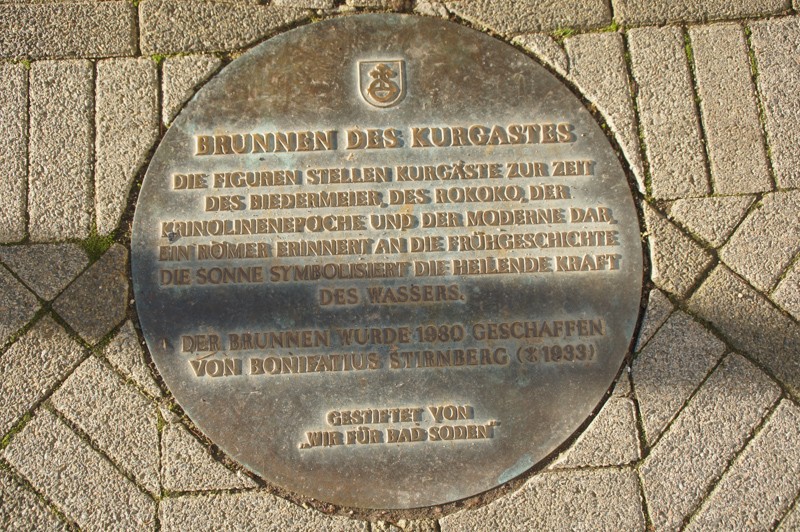 BRUNNEN DES KURGASTES
DIE FIGUREN STELLEN KURGÄSTE ZUR ZEIT
DES BIEDERMEIER, DES ROKOKO, DER
KRINOLINENEPOCHE UND DER MODERNE DAR.
EIN RÖMER ERINNERT AN DIE FRÜHGESCHICHTE
DIE SONNE SYMBOLISIERT DIE HEILENDE KRAFT
DES WASSERS.
DER BRUNNEN WURDE 1980 GESCHAFFEN
VON BONIFATIUS STIRNBERG (*1933)
GESTIFTET VON
„WIR FÜR BAD SODEN"